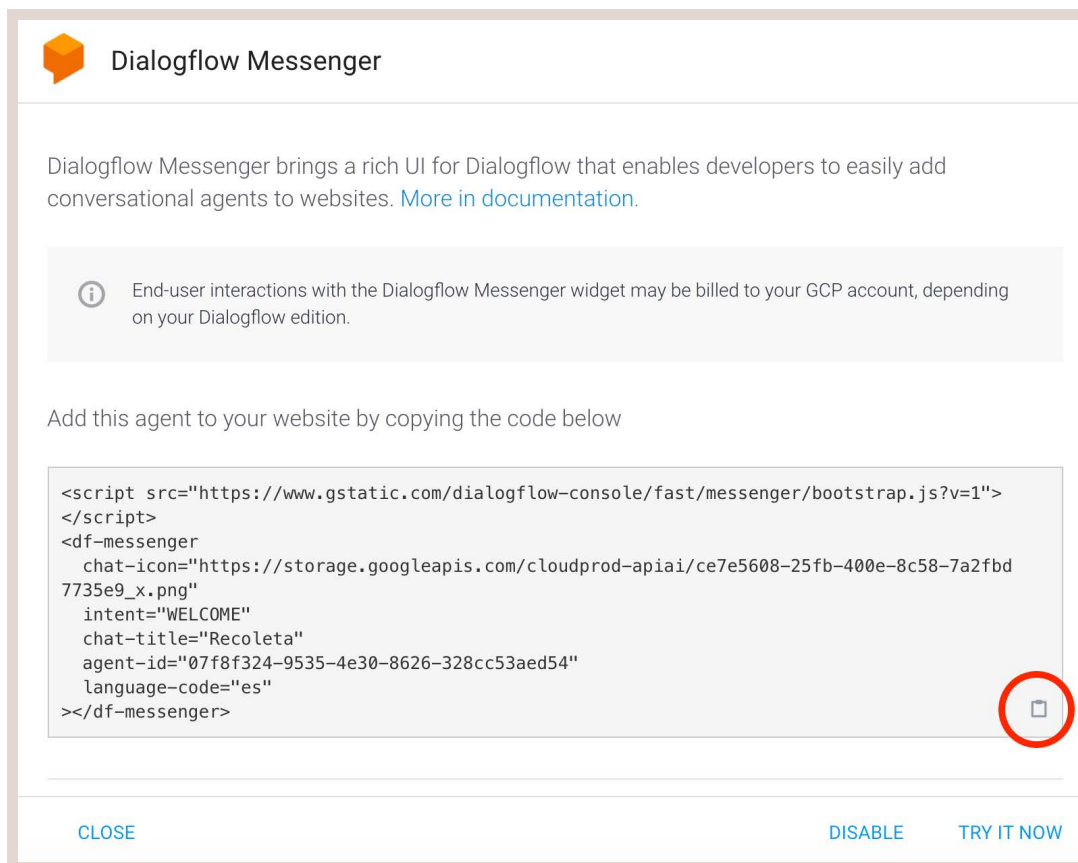 Dialogflow Messenger
Dialogflow Messenger brings a rich UI for Dialogflow that enables developers to easily add
conversational agents to websites. More in documentation.
End-user interactions with the Dialogflow Messenger widget may be billed to your GCP account, depending
on your Dialogflow edition.
Add this agent to your website by copying the code below
<script src="https://www.gstatic.com/dialogflow-console/fast/messenger/bootstrap.js?v=1">
</script>
<df-messenger
  chat-icon="https://storage.googleapis.com/cloudprod-apiai/ce7e5608-25fb-400e-8c58-7a2fbd
7735e9_x.png"
  intent="WELCOME"
  chat-title="Recoleta"
  agent-id="07f8f324-9535-4e30-8626-328cc53aed54"
  language-code="es"
></df-messenger>
CLOSE DISABLE TRY IT NOW